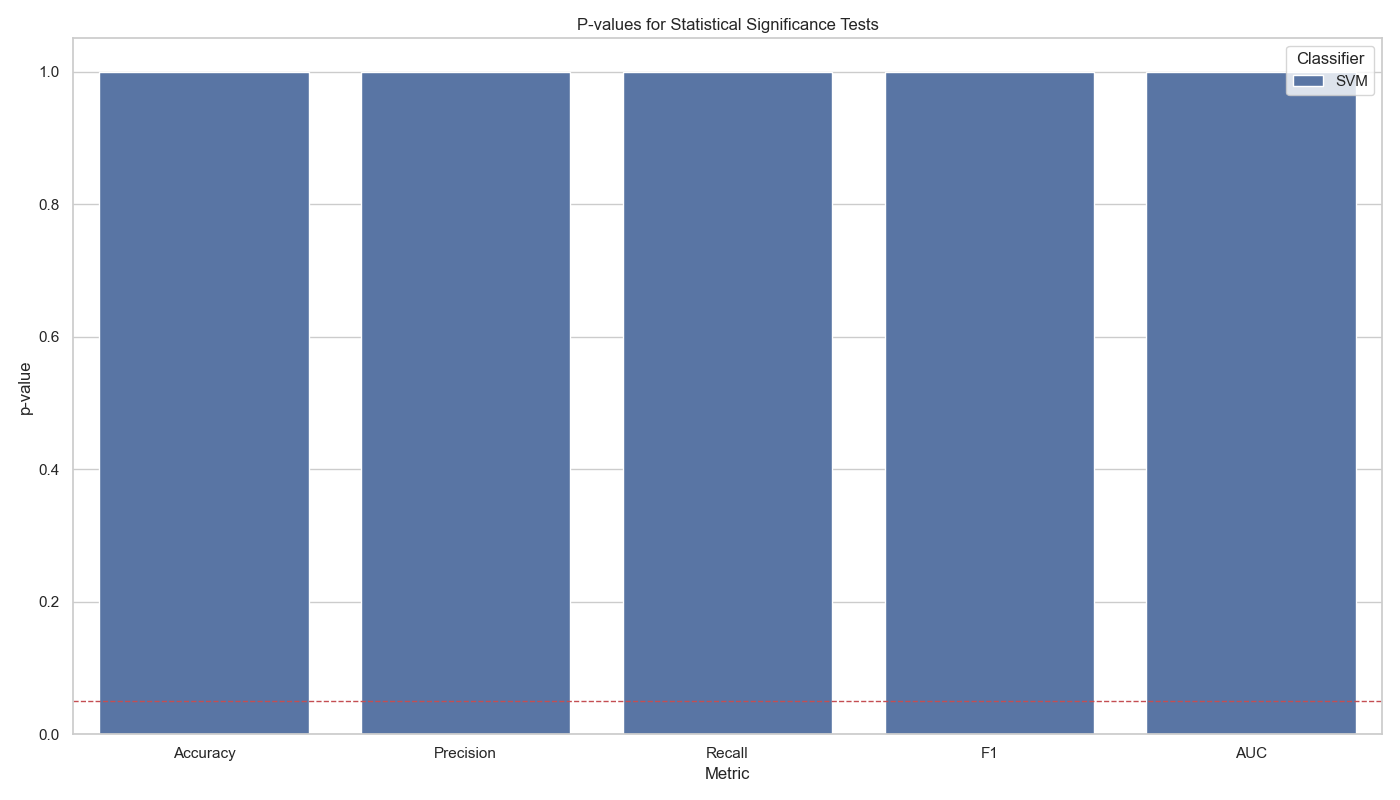 P-values for Statistical Significance Tests
Classifier
SVM
1.0
0.8
0.6
0.4
0.2
0.0
p-value
Accuracy
Precision
Recall
F1
AUC
Metric